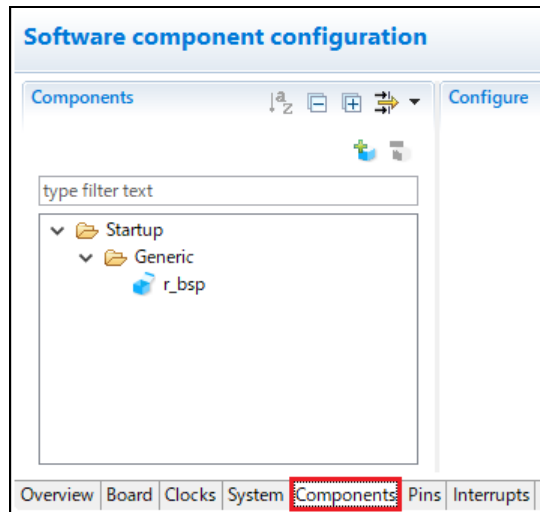 Software component configuration
Components
Configure
type filter text
Startup
Generic
r_bsp
Overview Board Clocks System Components Pins Interrupts